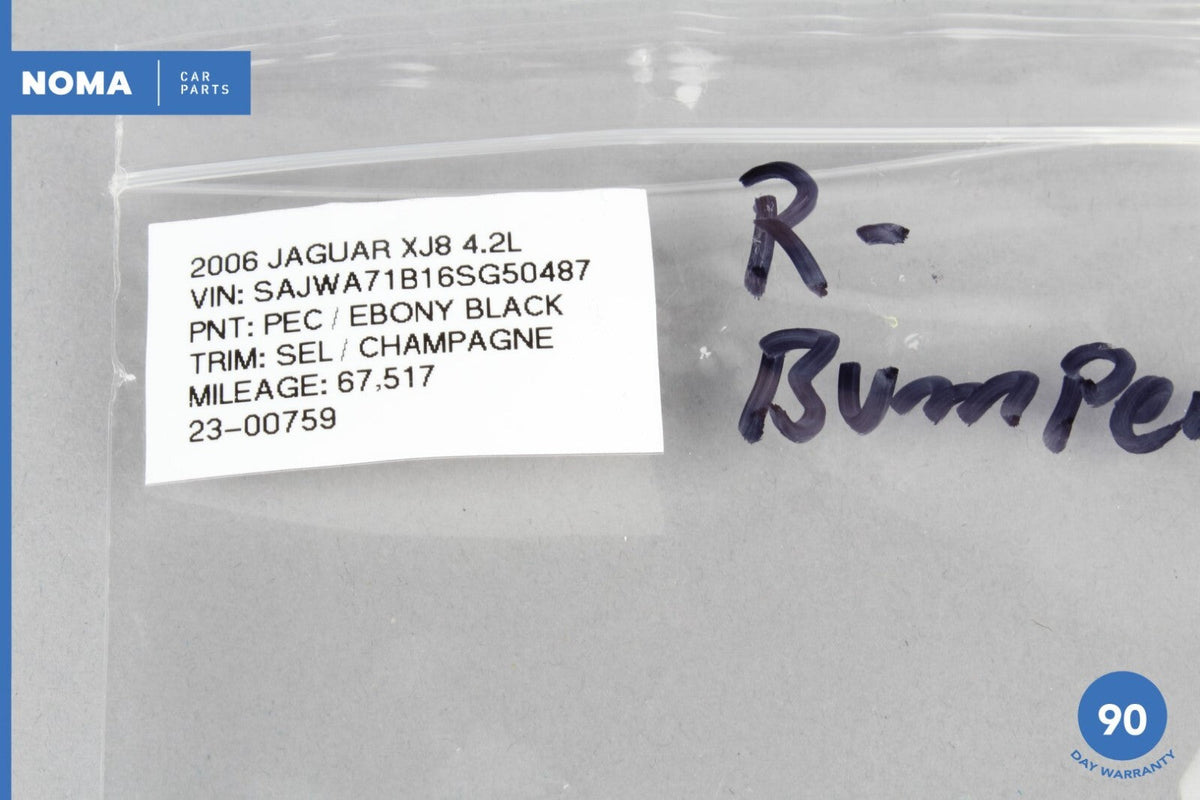 NOMA
CAR
PARTS
2006 JAGUAR XJ8 4.2L
VIN: SAJWA71B16SG50487
PNT: PEC / EBONY BLACK
TRIM: SEL / CHAMPAGNE
MILEAGE: 67,517
23-00759
R-
90
DAY WARRANTY